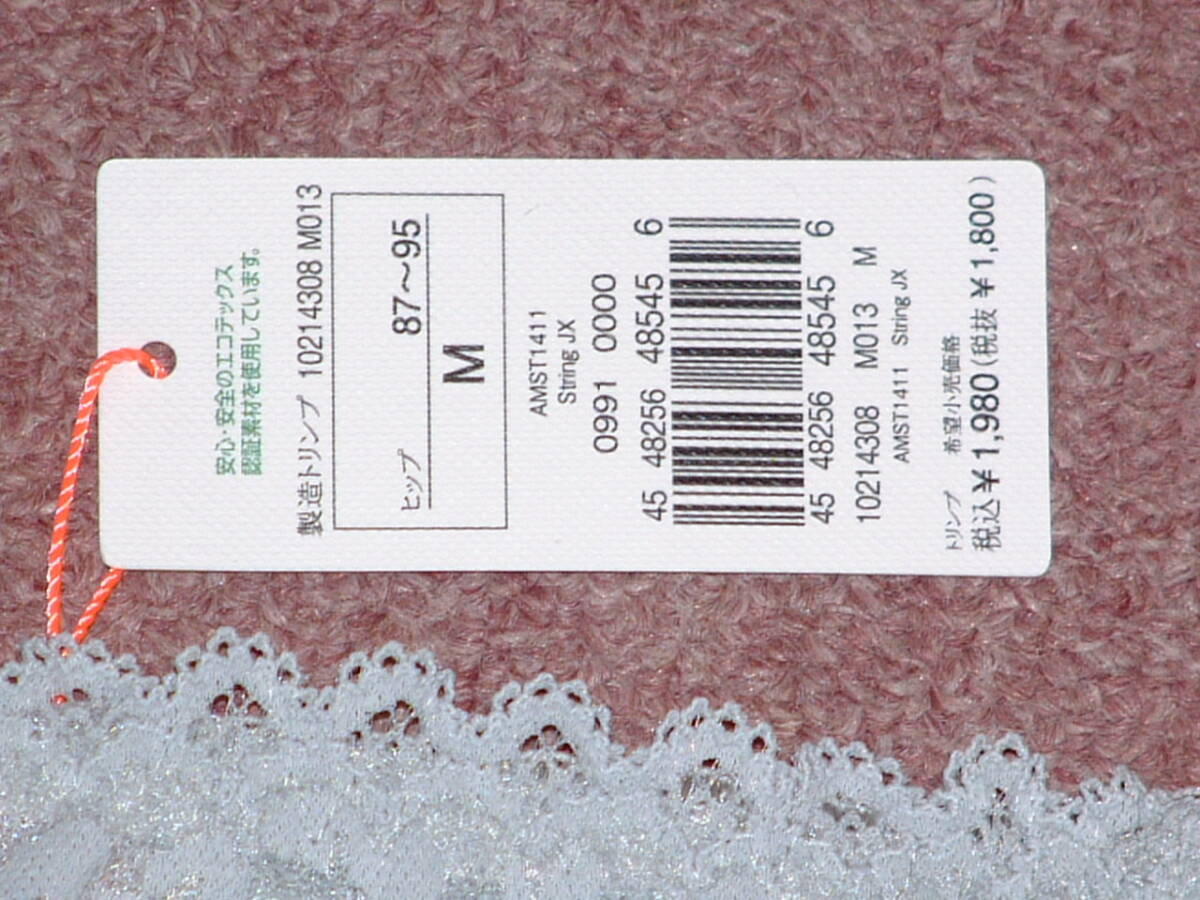 安心・安全のエコテックス
認証素材を使用しています。
製造トリンプ 10214308 M013
ヒップ 87〜95
M
AMST1411
String JX
0991 0000
45 48256 48545 6
45 48256 48545 6
10214308 M013 M
AMST1411 String JX
トリンプ 希望小売価格
税込¥1,980(税抜 ¥1,800)